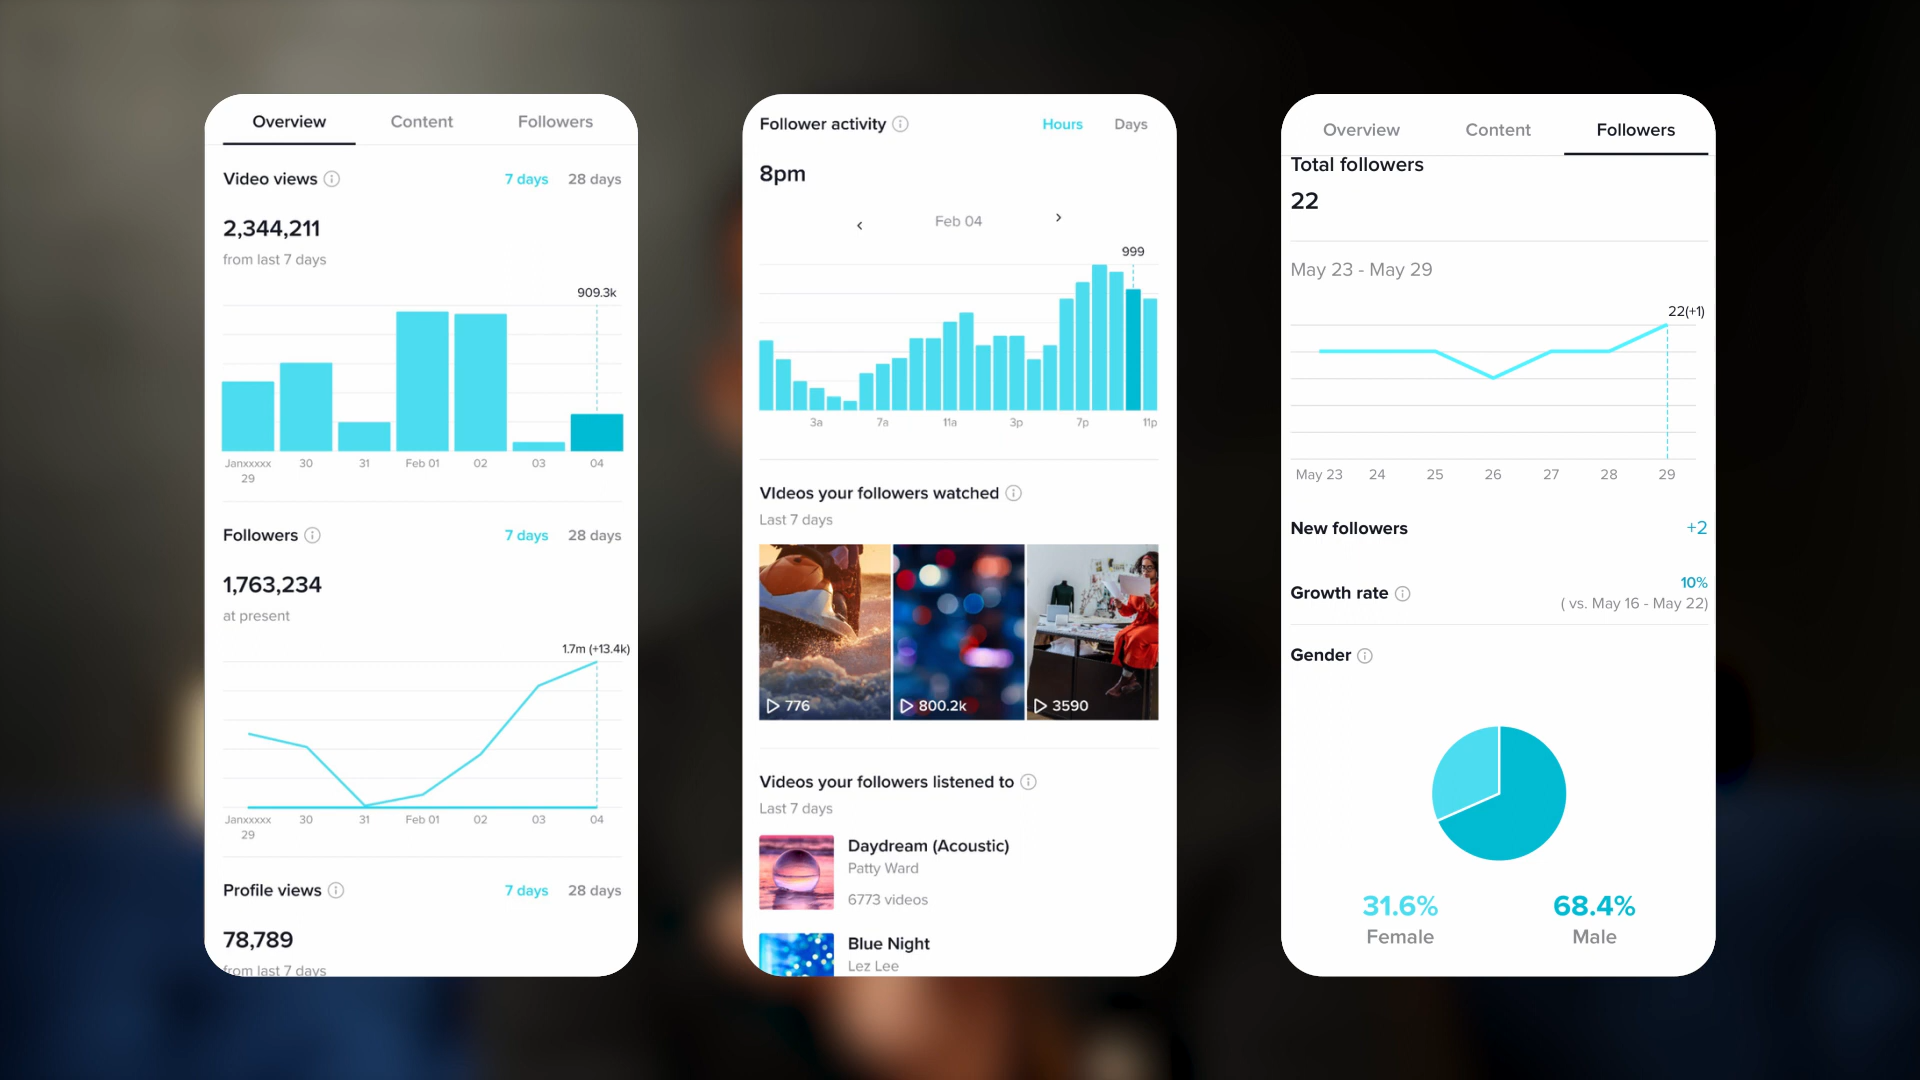 Overview Content Followers
Video views 7 days 28 days
2,344,211
from last 7 days
909.3k
Janxxxxx 30 31 Feb 01 02 03 04
29
Followers 7 days 28 days
1,763,234
at present
1.7m (+13.4k)
Janxxxxx 30 31 Feb 01 02 03 04
29
Profile views 7 days 28 days
78,789
from last 7 days
Follower activity Hours Days
8pm
Feb 04
999
3a 7a 11a 3p 7p 11p
VIdeos your followers watched
Last 7 days
776 800.2k 3590
Videos your followers listened to
Last 7 days
Daydream (Acoustic)
Patty Ward
6773 videos
Blue Night
Lez Lee
Overview Content Followers
Total followers
22
May 23 - May 29
22(+1)
May 23 24 25 26 27 28 29
New followers +2
Growth rate 10%
( vs. May 16 - May 22)
Gender
31.6% 68.4%
Female Male